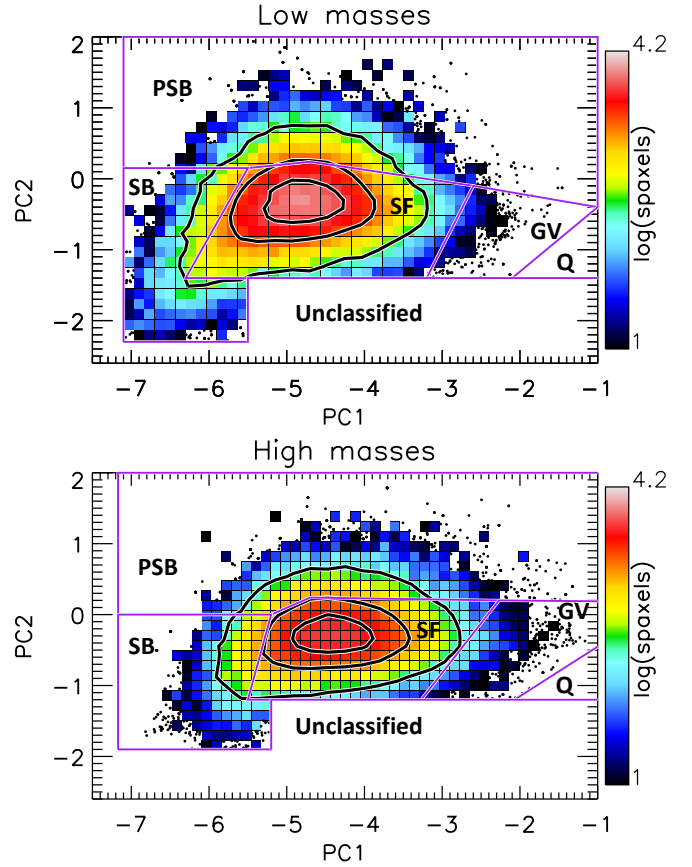 Low masses
2
1
0
−1
−2
PC2
PSB
SB
SF
GV
Q
Unclassified
−7 −6 −5 −4 −3 −2 −1
PC1
4.2
log(spaxels)
1
High masses
2
1
0
−1
−2
PC2
PSB
SB
SF
GV
Q
Unclassified
−7 −6 −5 −4 −3 −2 −1
PC1
4.2
log(spaxels)
1